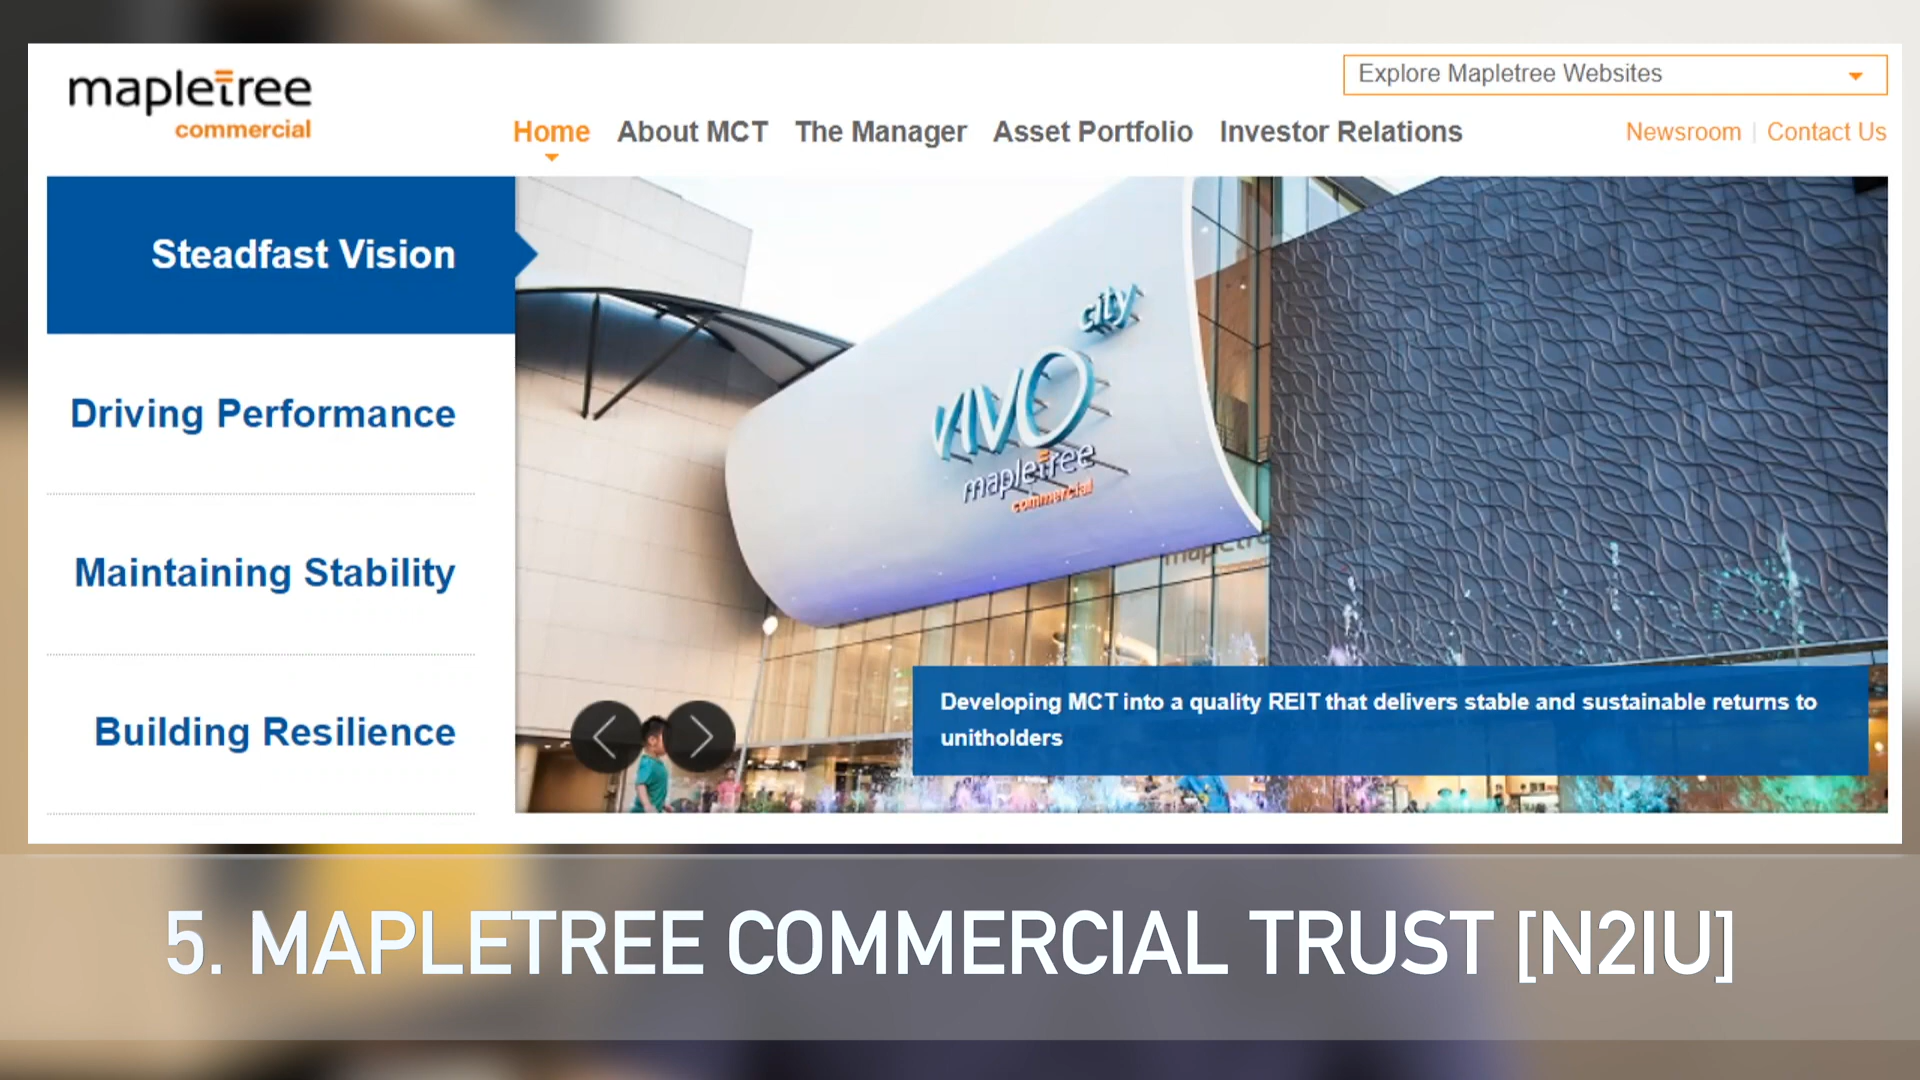 mapletree
commercial
Explore Mapletree Websites
Home About MCT The Manager Asset Portfolio Investor Relations
Newsroom | Contact Us
Steadfast Vision
Driving Performance
Maintaining Stability
Building Resilience
city
VIVO
mapletree
commercial
mapletree
Developing MCT into a quality REIT that delivers stable and sustainable returns to
unitholders
5. MAPLETREE COMMERCIAL TRUST [N2IU]